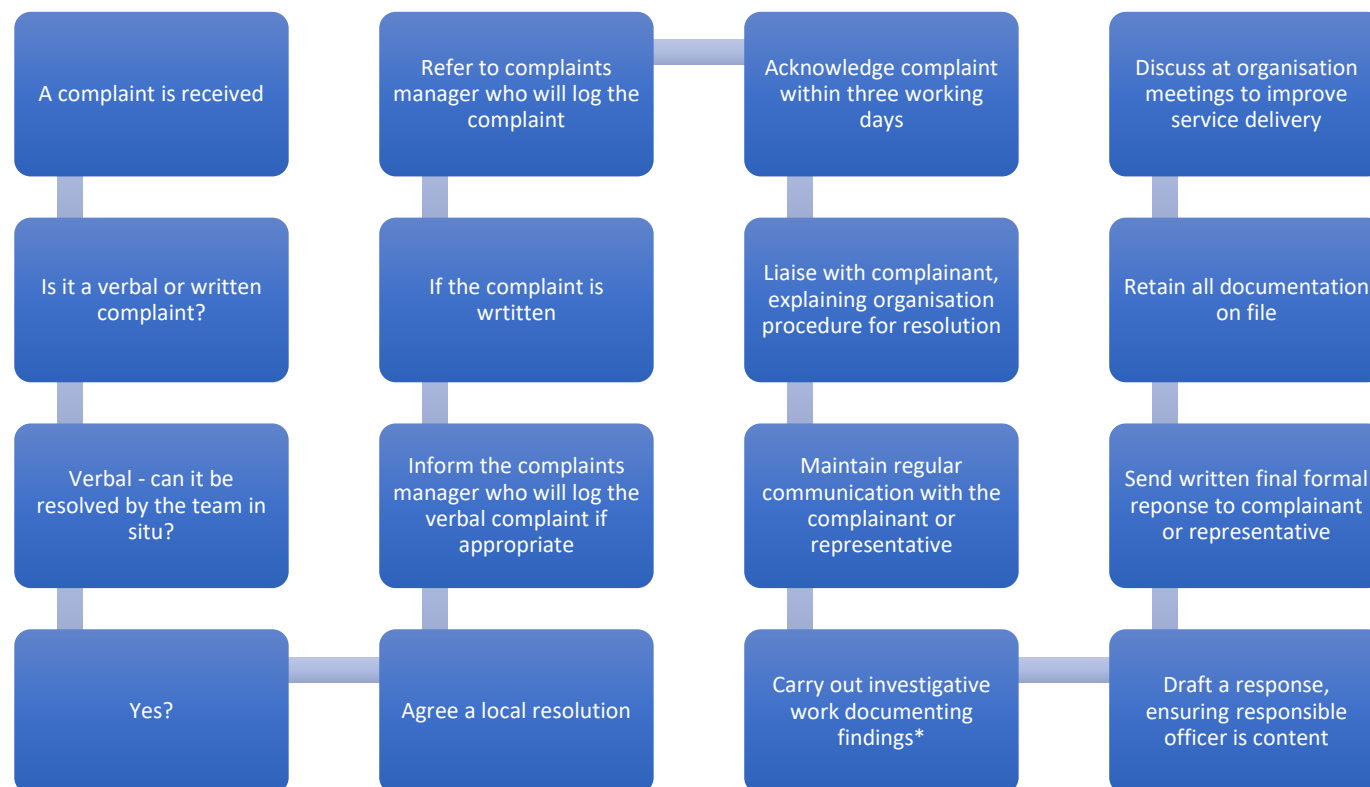 A complaint is received
Is it a verbal or written
complaint?
Verbal - can it be
resolved by the team in
situ?
Yes?
Agree a local resolution
Inform the complaints
manager who will log the
verbal complaint if
appropriate
If the complaint is
wrtitten
Refer to complaints
manager who will log the
complaint
Acknowledge complaint
within three working
days
Liaise with complainant,
explaining organisation
procedure for resolution
Maintain regular
communication with the
complainant or
representative
Carry out investigative
work documenting
findings*
Draft a response,
ensuring responsible
officer is content
Send written final formal
reponse to complainant
or representative
Retain all documentation
on file
Discuss at organisation
meetings to improve
service delivery